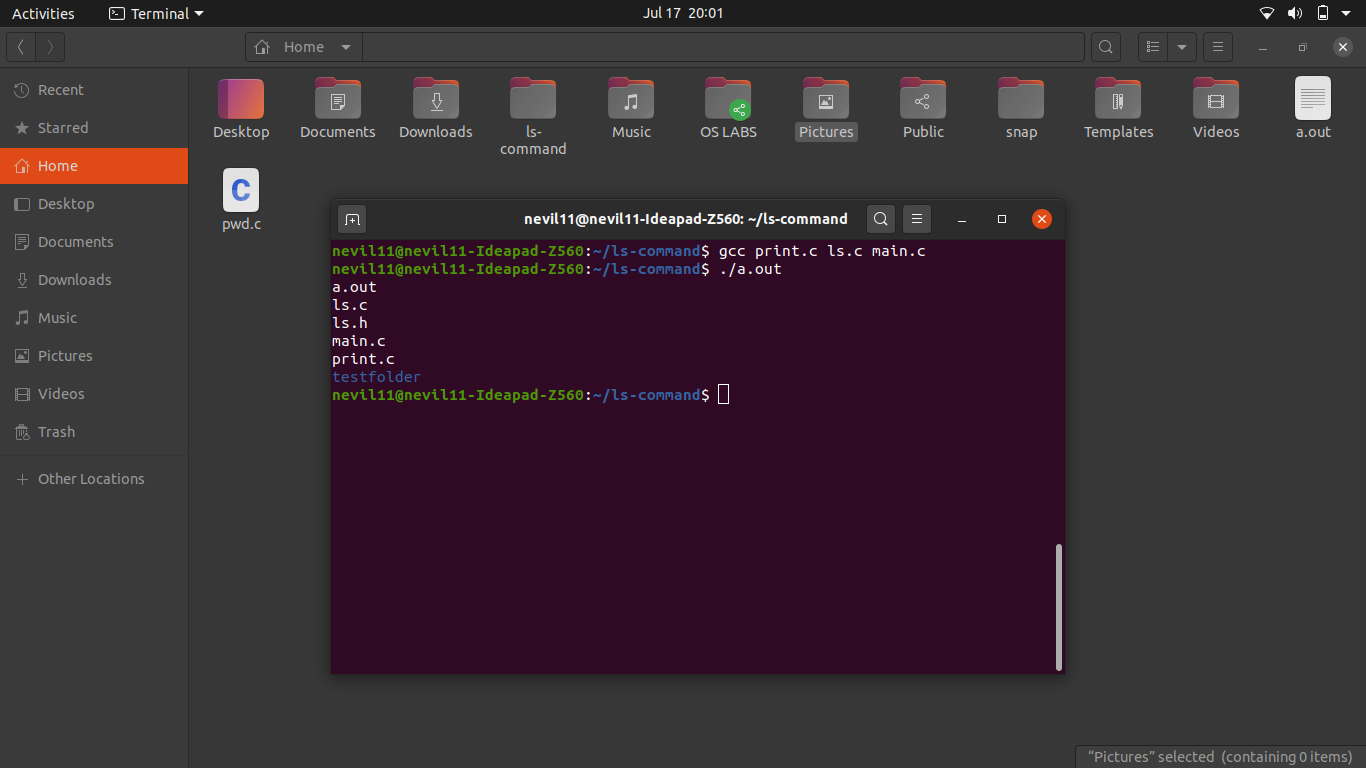 Activities
Terminal
Jul 17 20:01
Home
Recent
Starred
Home
Desktop
Documents
Downloads
Music
Pictures
Videos
Trash
Other Locations
Desktop
Documents
Downloads
ls-
command
Music
OS LABS
Pictures
Public
snap
Templates
Videos
a.out
C
pwd.c
nevil11@nevil11-Ideapad-Z560: ~/ls-command
nevil11@nevil11-Ideapad-Z560:~/ls-command$ gcc print.c ls.c main.c
nevil11@nevil11-Ideapad-Z560:~/ls-command$ ./a.out
a.out
ls.c
ls.h
main.c
print.c
testfolder
nevil11@nevil11-Ideapad-Z560:~/ls-command$
“Pictures” selected (containing 0 items)